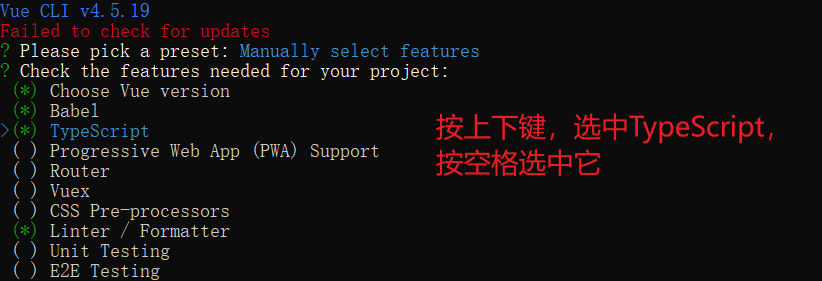 Vue CLI v4.5.19
Failed to check for updates
? Please pick a preset: Manually select features
? Check the features needed for your project:
(*) Choose Vue version
(*) Babel
>(*) TypeScript
( ) Progressive Web App (PWA) Support
( ) Router
( ) Vuex
( ) CSS Pre-processors
(*) Linter / Formatter
( ) Unit Testing
( ) E2E Testing
按上下键，选中TypeScript，
按空格选中它